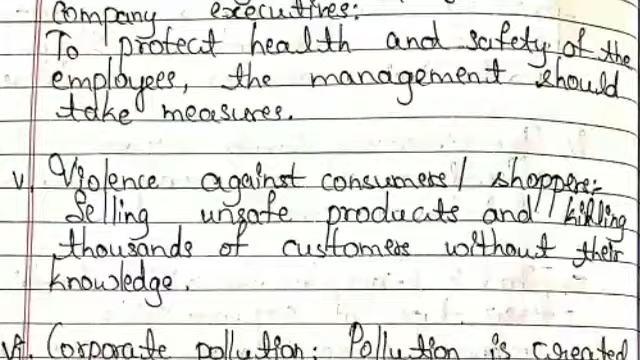 Company executives:
To protect health and safety of the
employees, the management should
take measures.
v. Violence against consumers/ shoppers:-
Selling unsafe products and killing
thousands of customers without their
knowledge.
vi. Corporate pollution: Pollution is created